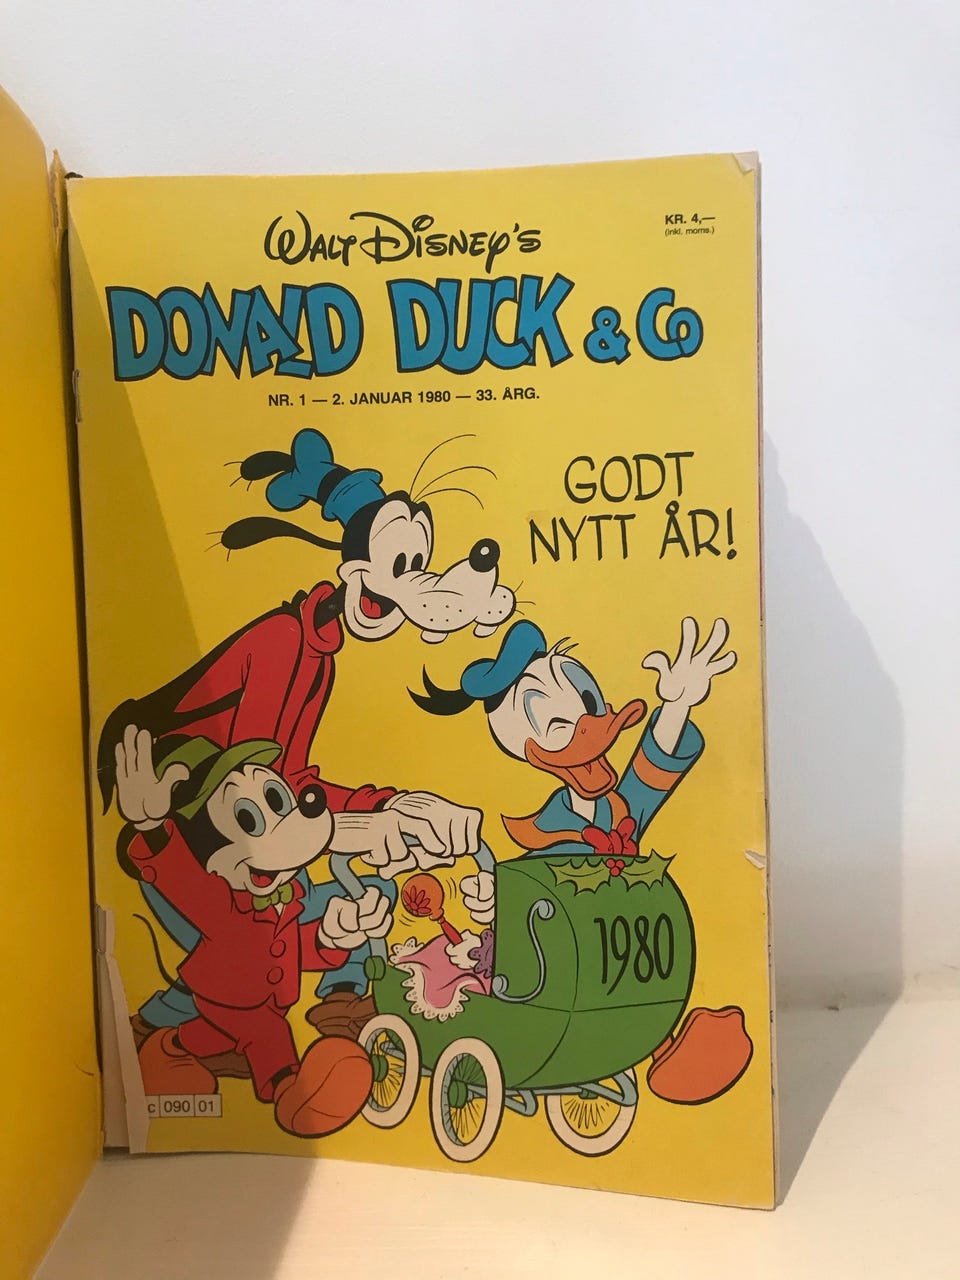 WALT DISNEY'S
KR. 4,—
(inkl. moms.)
DONALD DUCK & Co
NR. 1 — 2. JANUAR 1980 — 33. ÅRG.
GODT
NYTT ÅR!
1980
c 090 01